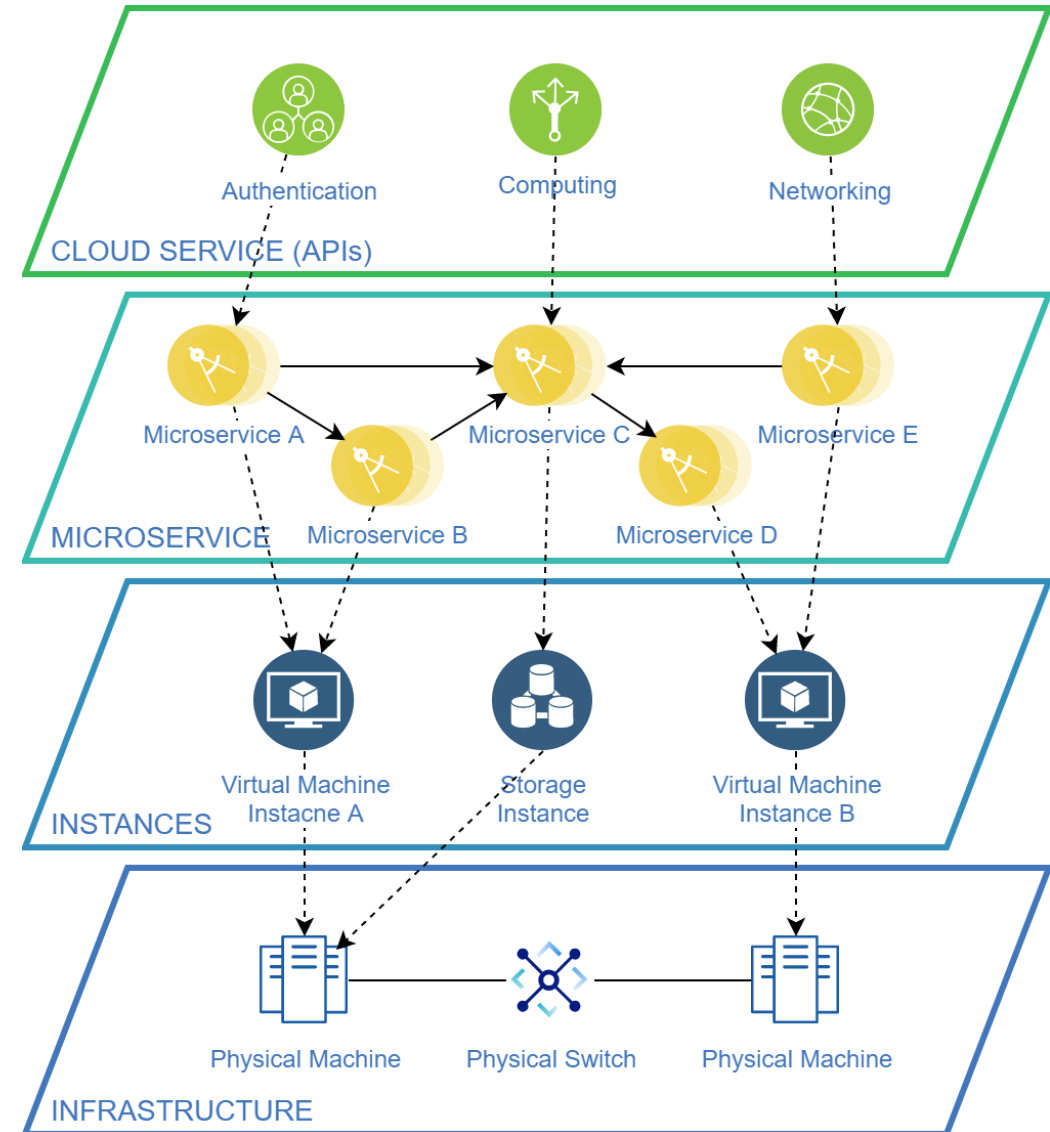 Authentication
Computing
Networking
CLOUD SERVICE (APIs)
Microservice A
Microservice C
Microservice E
Microservice B
Microservice D
MICROSERVICE
Virtual Machine
Instacne A
Storage
Instance
Virtual Machine
Instance B
INSTANCES
Physical Machine
Physical Switch
Physical Machine
INFRASTRUCTURE